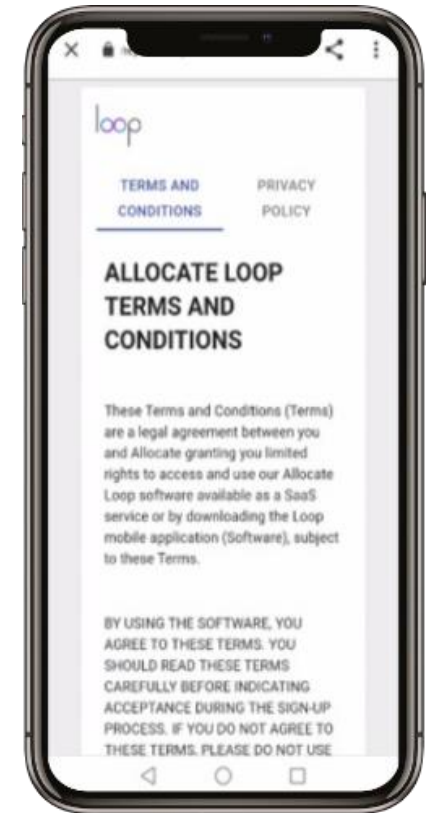 loop
TERMS AND
CONDITIONS
PRIVACY
POLICY
ALLOCATE LOOP
TERMS AND
CONDITIONS
These Terms and Conditions (Terms)
are a legal agreement between you
and Allocate granting you limited
rights to access and use our Allocate
Loop software available as a SaaS
service or by downloading the Loop
mobile application (Software), subject
to these Terms.
BY USING THE SOFTWARE, YOU
AGREE TO THESE TERMS. YOU
SHOULD READ THESE TERMS
CAREFULLY BEFORE INDICATING
ACCEPTANCE DURING THE SIGN-UP
PROCESS. IF YOU DO NOT AGREE TO
THESE TERMS. PLEASE DO NOT USE